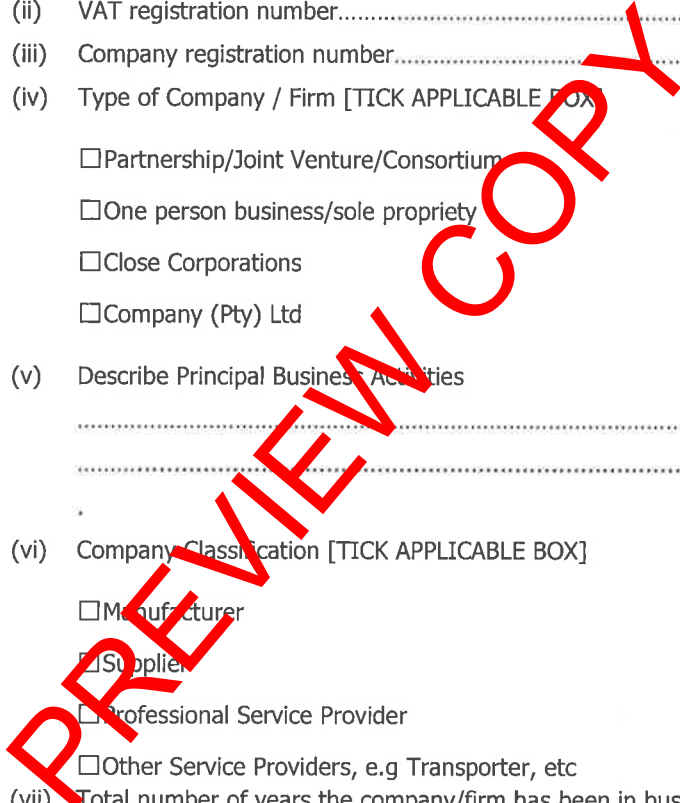 (ii) VAT registration number............................................................
(iii) Company registration number..................................................
(iv) Type of Company / Firm [TICK APPLICABLE BOX]
☐Partnership/Joint Venture/Consortium
☐One person business/sole propriety
☐Close Corporations
☐Company (Pty) Ltd
(v) Describe Principal Business Activities
....................................................................................................
....................................................................................................
.
(vi) Company Classification [TICK APPLICABLE BOX]
☐Manufacturer
☐Supplier
☐Professional Service Provider
☐Other Service Providers, e.g Transporter, etc
(vii) Total number of years the company/firm has been in bus
PREVIEW COPY